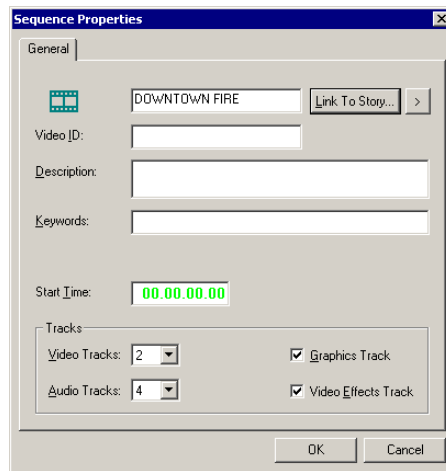 Sequence Properties
General
DOWNTOWN FIRE
Link To Story...
>
Video ID:
Description:
Keywords:
Start Time:
00.00.00.00
Tracks
Video Tracks: 2
Graphics Track
Audio Tracks: 4
Video Effects Track
OK
Cancel